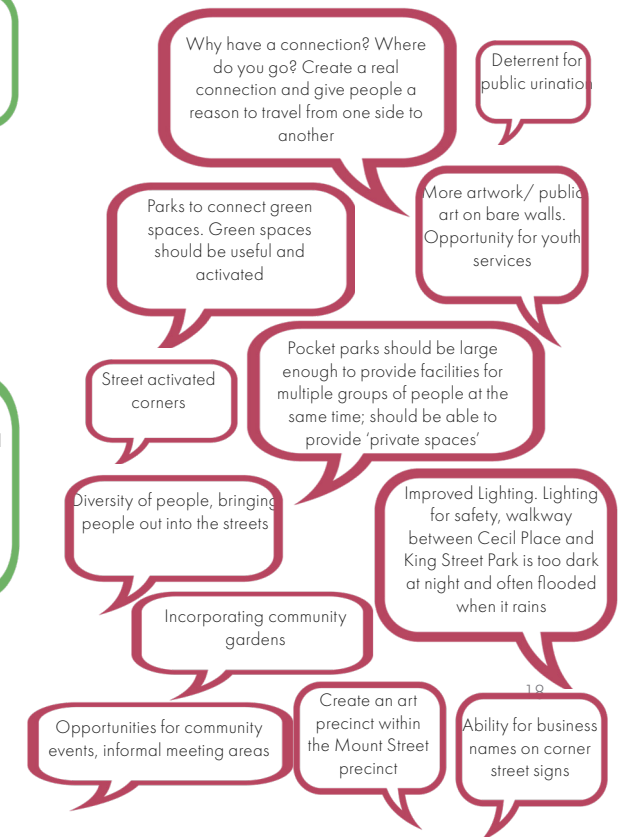 Why have a connection? Where
do you go? Create a real
connection and give people a
reason to travel from one side to
another
Deterrent for
public urination
Parks to connect green
spaces. Green spaces
should be useful and
activated
More artwork/ public
art on bare walls.
Opportunity for youth
services
Pocket parks should be large
enough to provide facilities for
multiple groups of people at the
same time; should be able to
provide ‘private spaces’
Street activated
corners
Diversity of people, bringing
people out into the streets
Improved Lighting. Lighting
for safety, walkway
between Cecil Place and
King Street Park is too dark
at night and often flooded
when it rains
Incorporating community
gardens
18
Opportunities for community
events, informal meeting areas
Create an art
precinct within
the Mount Street
precinct
Ability for business
names on corner
street signs